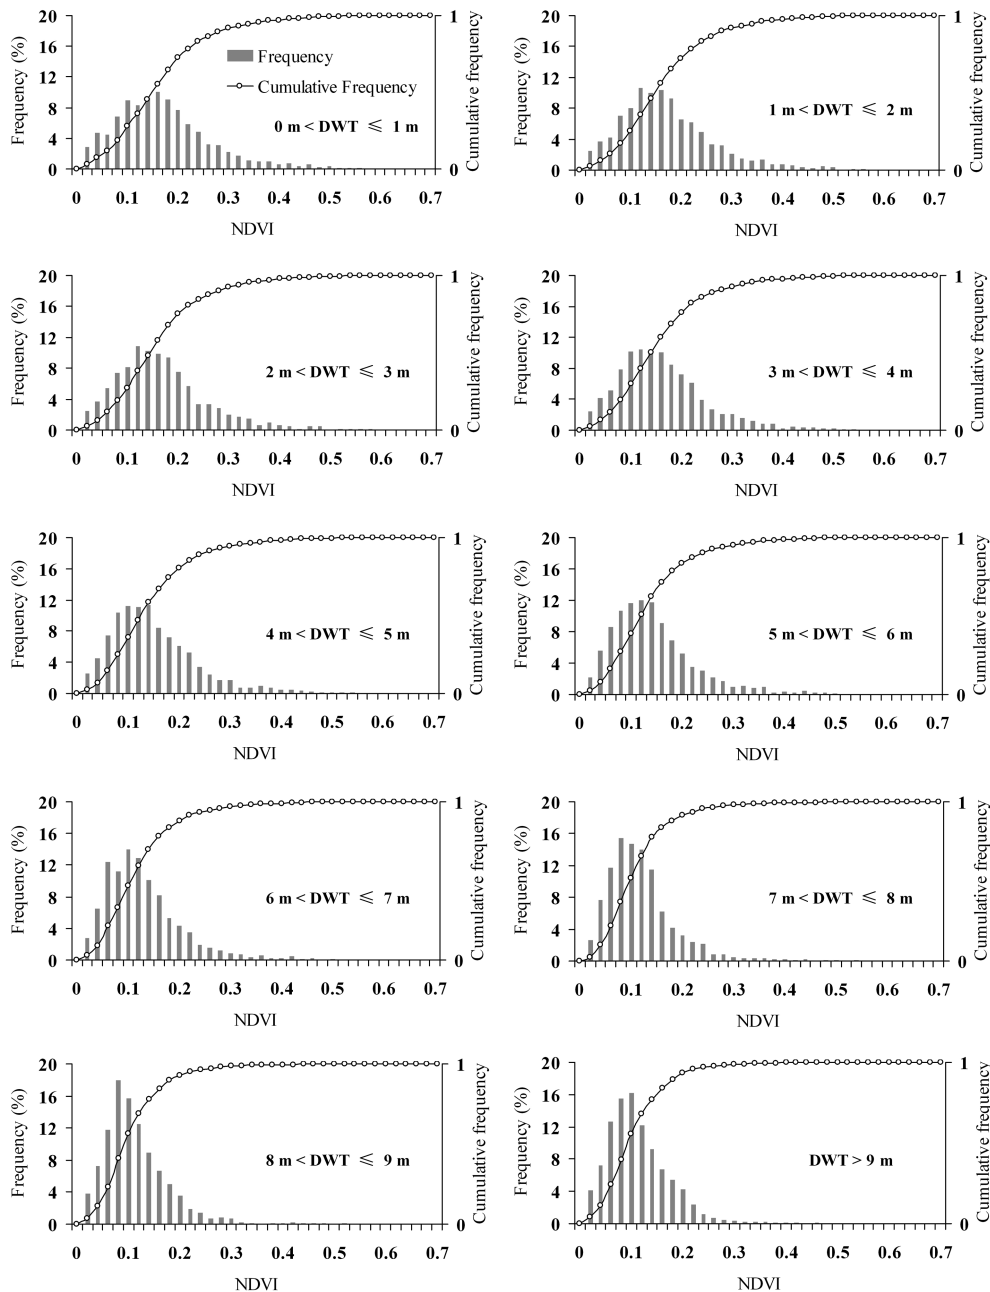 20 16 12 8 4 0
Frequency (%)
Frequency
Cumulative Frequency
0 m < DWT ≤ 1 m
1 0
Cumulative frequency
0 0.1 0.2 0.3 0.4 0.5 0.6 0.7
NDVI
20 16 12 8 4 0
Frequency (%)
1 m < DWT ≤ 2 m
1 0
Cumulative frequency
0 0.1 0.2 0.3 0.4 0.5 0.6 0.7
NDVI
20 16 12 8 4 0
Frequency (%)
2 m < DWT ≤ 3 m
1 0
Cumulative frequency
0 0.1 0.2 0.3 0.4 0.5 0.6 0.7
NDVI
20 16 12 8 4 0
Frequency (%)
3 m < DWT ≤ 4 m
1 0
Cumulative frequency
0 0.1 0.2 0.3 0.4 0.5 0.6 0.7
NDVI
20 16 12 8 4 0
Frequency (%)
4 m < DWT ≤ 5 m
1 0
Cumulative frequency
0 0.1 0.2 0.3 0.4 0.5 0.6 0.7
NDVI
20 16 12 8 4 0
Frequency (%)
5 m < DWT ≤ 6 m
1 0
Cumulative frequency
0 0.1 0.2 0.3 0.4 0.5 0.6 0.7
NDVI
20 16 12 8 4 0
Frequency (%)
6 m < DWT ≤ 7 m
1 0
Cumulative frequency
0 0.1 0.2 0.3 0.4 0.5 0.6 0.7
NDVI
20 16 12 8 4 0
Frequency (%)
7 m < DWT ≤ 8 m
1 0
Cumulative frequency
0 0.1 0.2 0.3 0.4 0.5 0.6 0.7
NDVI
20 16 12 8 4 0
Frequency (%)
8 m < DWT ≤ 9 m
1 0
Cumulative frequency
0 0.1 0.2 0.3 0.4 0.5 0.6 0.7
NDVI
20 16 12 8 4 0
Frequency (%)
DWT > 9 m
1 0
Cumulative frequency
0 0.1 0.2 0.3 0.4 0.5 0.6 0.7
NDVI